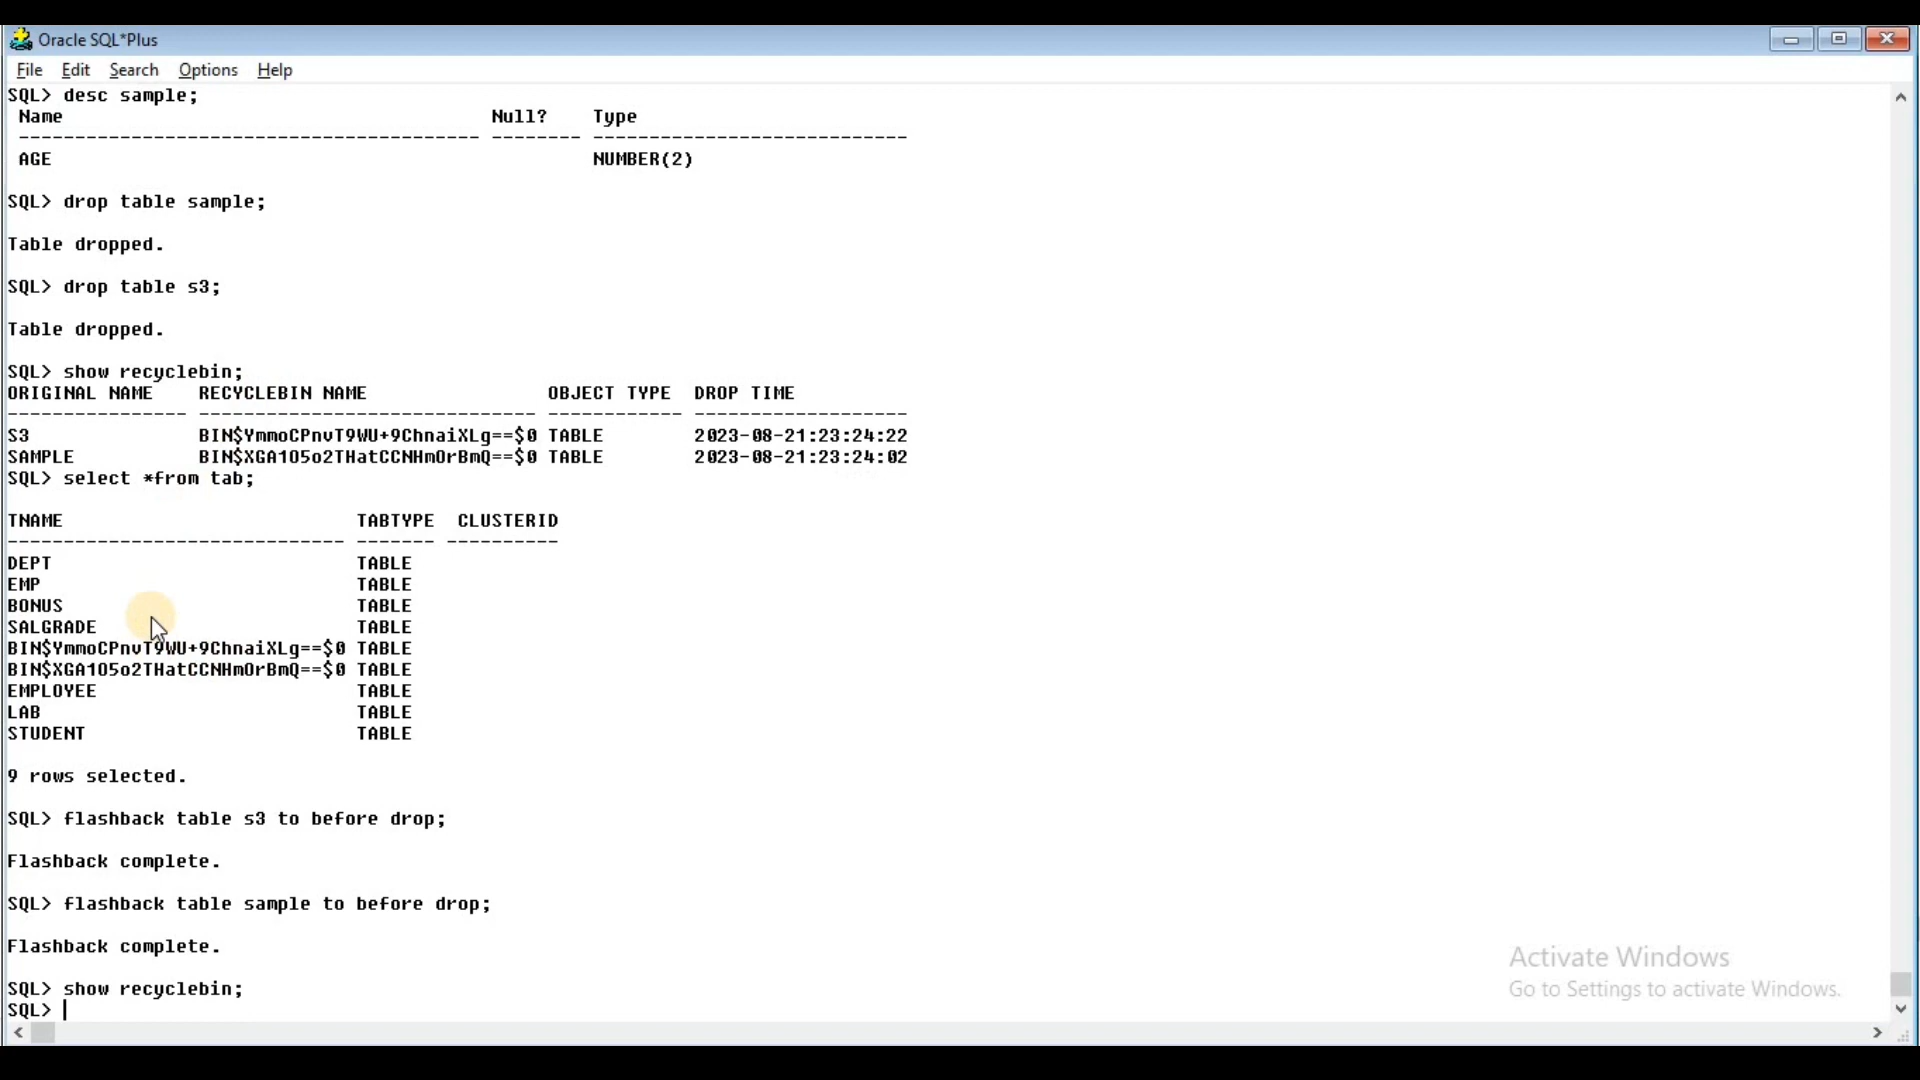 Oracle SQL*Plus
File Edit Search Options Help
SQL> desc sample;
Name Null? Type
----------------------------------------- -------- ----------------------------
AGE NUMBER(2)
SQL> drop table sample;
Table dropped.
SQL> drop table s3;
Table dropped.
SQL> show recyclebin;
ORIGINAL NAME RECYCLEBIN NAME OBJECT TYPE DROP TIME
---------------- ------------------------------ ------------ -------------------
S3 BIN$YmmoCPnvT9WU+9ChnaiXLg==$0 TABLE 2023-08-21:23:24:22
SAMPLE BIN$XGA1O5o2THatCCNHmOrBmQ==$0 TABLE 2023-08-21:23:24:02
SQL> select *from tab;
TNAME TABTYPE CLUSTERID
------------------------------ ------- ----------
DEPT TABLE
EMP TABLE
BONUS TABLE
SALGRADE TABLE
BIN$YmmoCPnvT9WU+9ChnaiXLg==$0 TABLE
BIN$XGA1O5o2THatCCNHmOrBmQ==$0 TABLE
EMPLOYEE TABLE
LAB TABLE
STUDENT TABLE
9 rows selected.
SQL> flashback table s3 to before drop;
Flashback complete.
SQL> flashback table sample to before drop;
Flashback complete.
SQL> show recyclebin;
SQL>
Activate Windows
Go to Settings to activate Windows.